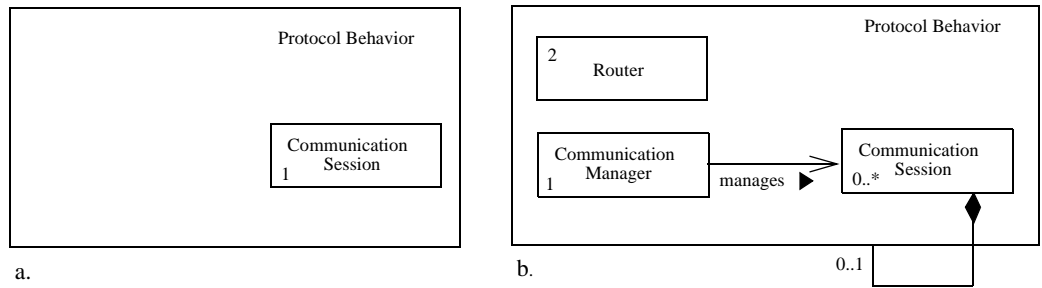 Protocol Behavior
Communication
Session
1
a.
Protocol Behavior
2
Router
Communication
Manager
1
manages
Communication
Session
0..*
0..1
b.